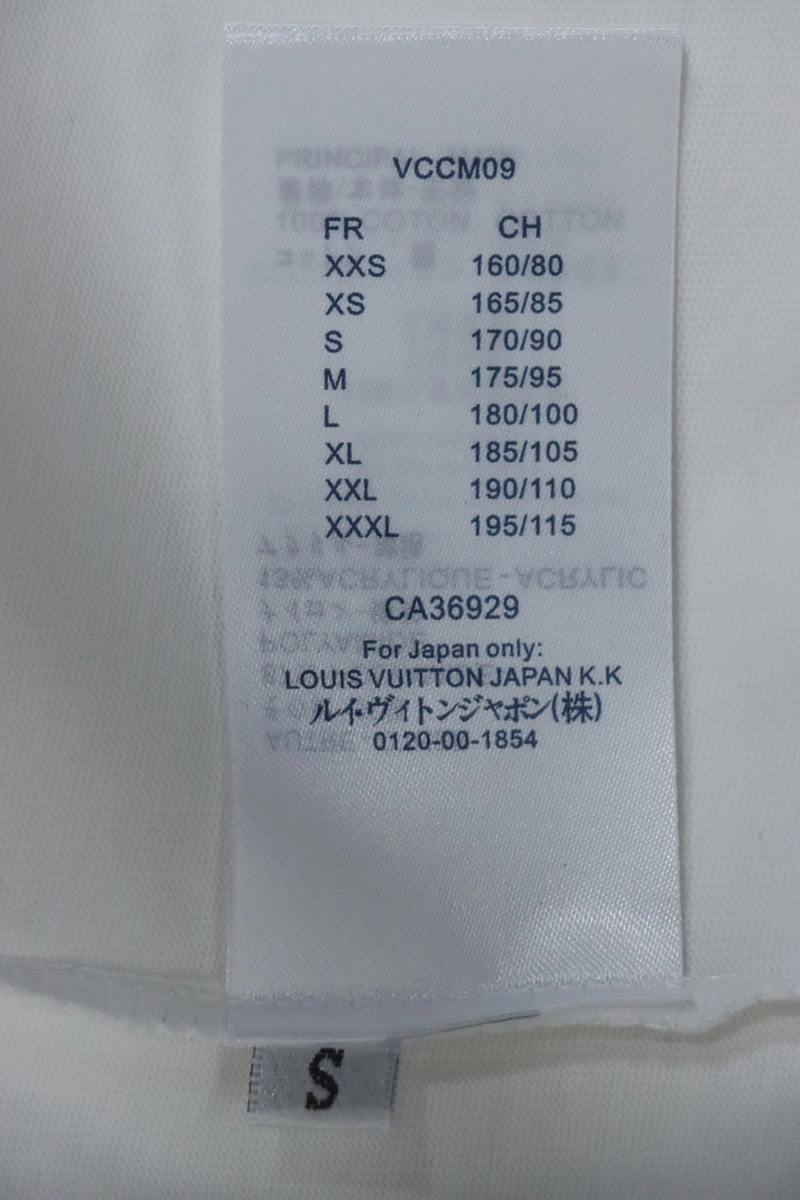 VCCM09
FR CH
XXS 160/80
XS 165/85
S 170/90
M 175/95
L 180/100
XL 185/105
XXL 190/110
XXXL 195/115
CA36929
For Japan only:
LOUIS VUITTON JAPAN K.K
ルイ・ヴィトンジャポン(株)
0120-00-1854
S